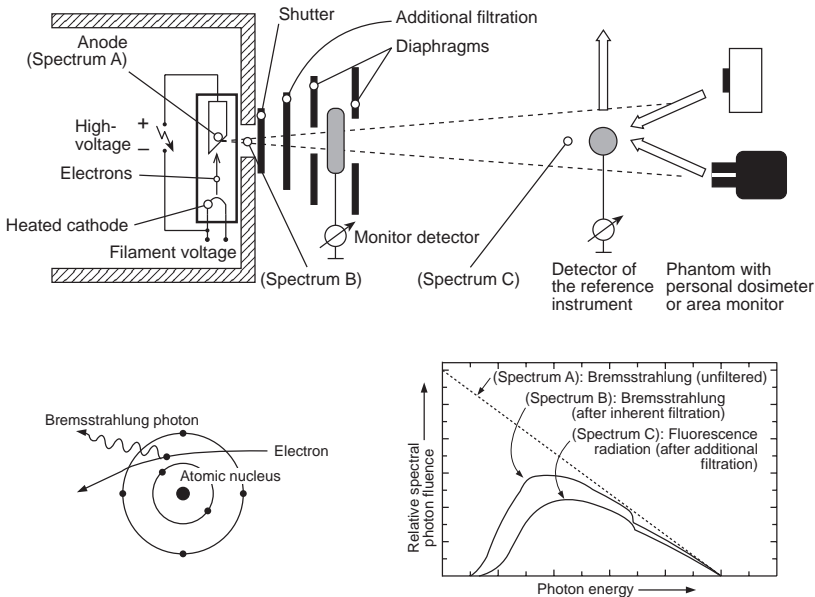 Shutter
Additional filtration
Diaphragms
Anode
(Spectrum A)
High-
voltage
+
−
Electrons
Heated cathode
Filament voltage
(Spectrum B)
Monitor detector
(Spectrum C)
Detector of
the reference
instrument
Phantom with
personal dosimeter
or area monitor
Bremsstrahlung photon
Electron
Atomic nucleus
(Spectrum A): Bremsstrahlung (unfiltered)
(Spectrum B): Bremsstrahlung
(after inherent filtration)
(Spectrum C): Fluorescence
radiation (after additional
filtration)
Relative spectral
photon fluence
Photon energy